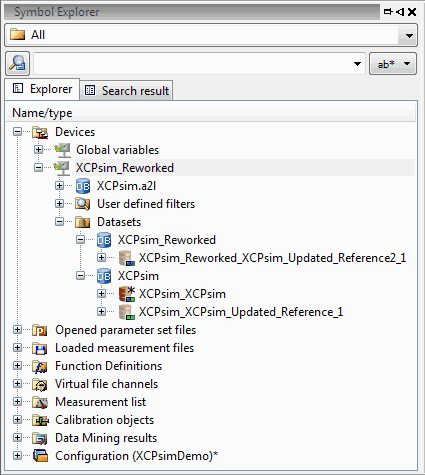 Symbol Explorer
All
ab*
Explorer Search result
Name/type
Devices
Global variables
XCPsim_Reworked
XCPsim.a2l
User defined filters
Datasets
XCPsim_Reworked
XCPsim_Reworked_XCPsim_Updated_Reference2_1
XCPsim
XCPsim_XCPsim
XCPsim_XCPsim_Updated_Reference_1
Opened parameter set files
Loaded measurement files
Function Definitions
Virtual file channels
Measurement list
Calibration objects
Data Mining results
Configuration (XCPsimDemo)*